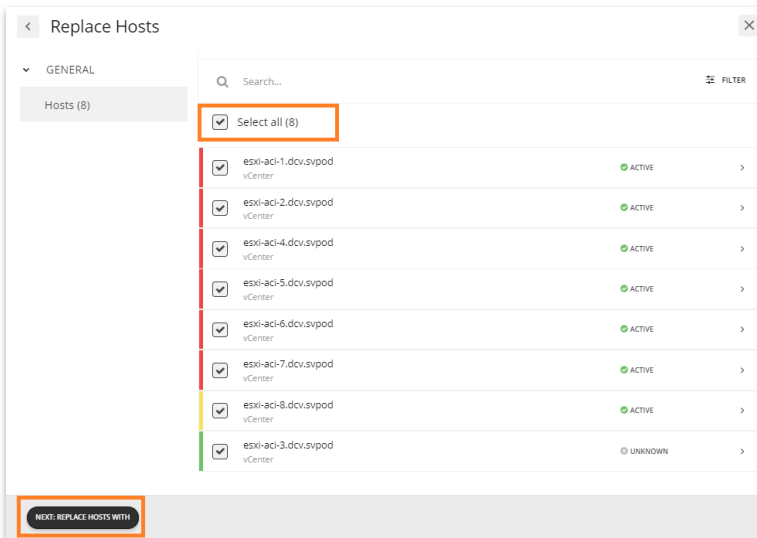 Replace Hosts
GENERAL
Hosts (8)
Search...
FILTER
Select all (8)
esxi-aci-1.dcv.svpod
vCenter
ACTIVE
esxi-aci-2.dcv.svpod
vCenter
ACTIVE
esxi-aci-4.dcv.svpod
vCenter
ACTIVE
esxi-aci-5.dcv.svpod
vCenter
ACTIVE
esxi-aci-6.dcv.svpod
vCenter
ACTIVE
esxi-aci-7.dcv.svpod
vCenter
ACTIVE
esxi-aci-8.dcv.svpod
vCenter
ACTIVE
esxi-aci-3.dcv.svpod
vCenter
UNKNOWN
NEXT: REPLACE HOSTS WITH